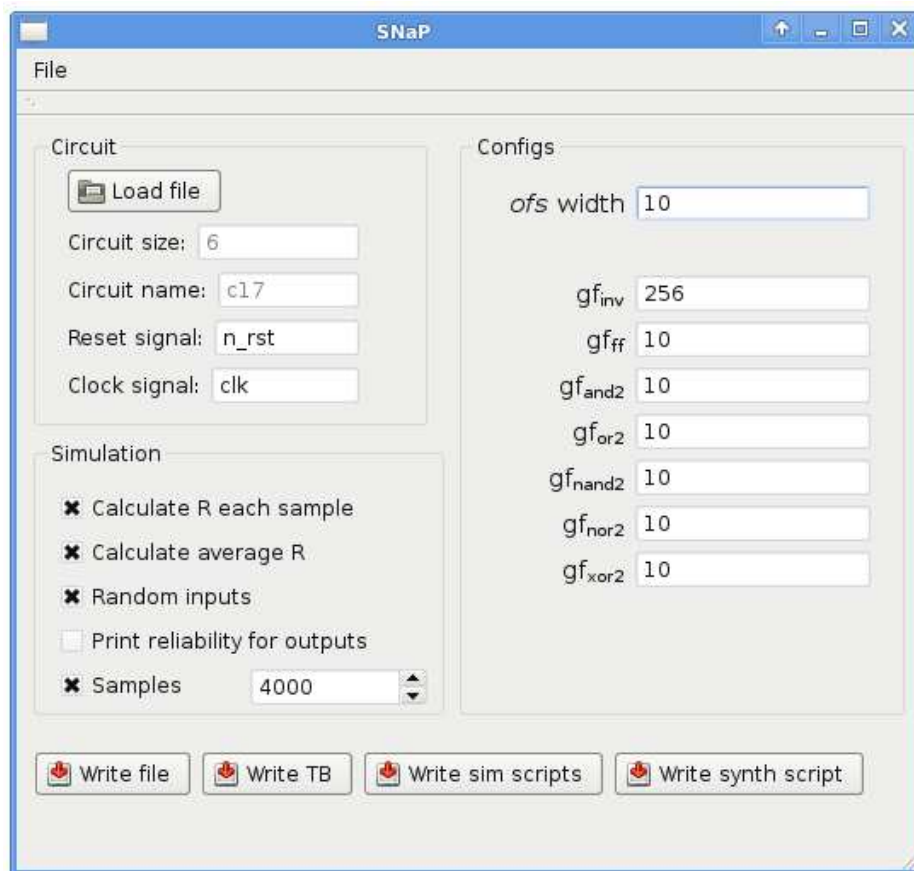 SNaP
File
Circuit
Load file
Circuit size: 6
Circuit name: c17
Reset signal: n_rst
Clock signal: clk
Simulation
Calculate R each sample
Calculate average R
Random inputs
Print reliability for outputs
Samples 4000
Configs
ofs width 10
gfinv 256
gfff 10
gfand2 10
gfor2 10
gfnand2 10
gfnor2 10
gfxor2 10
Write file Write TB Write sim scripts Write synth script